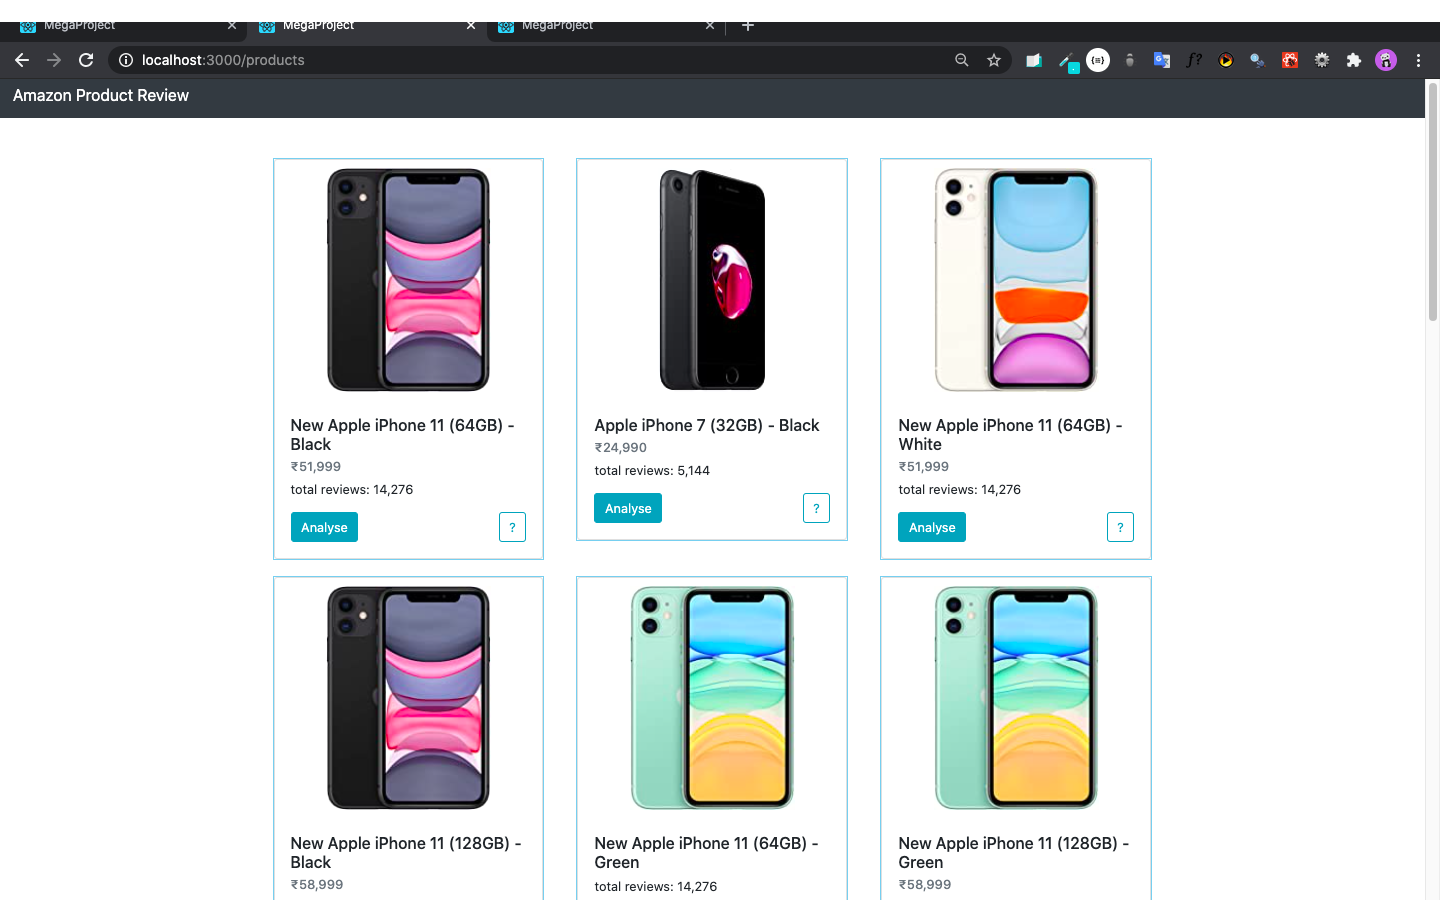 MegaProject
MegaProject
MegaProject
localhost:3000/products
Amazon Product Review
New Apple iPhone 11 (64GB) -
Black
₹51,999
total reviews: 14,276
Analyse
?
Apple iPhone 7 (32GB) - Black
₹24,990
total reviews: 5,144
Analyse
?
New Apple iPhone 11 (64GB) -
White
₹51,999
total reviews: 14,276
Analyse
?
New Apple iPhone 11 (128GB) -
Black
₹58,999
New Apple iPhone 11 (64GB) -
Green
total reviews: 14,276
New Apple iPhone 11 (128GB) -
Green
₹58,999